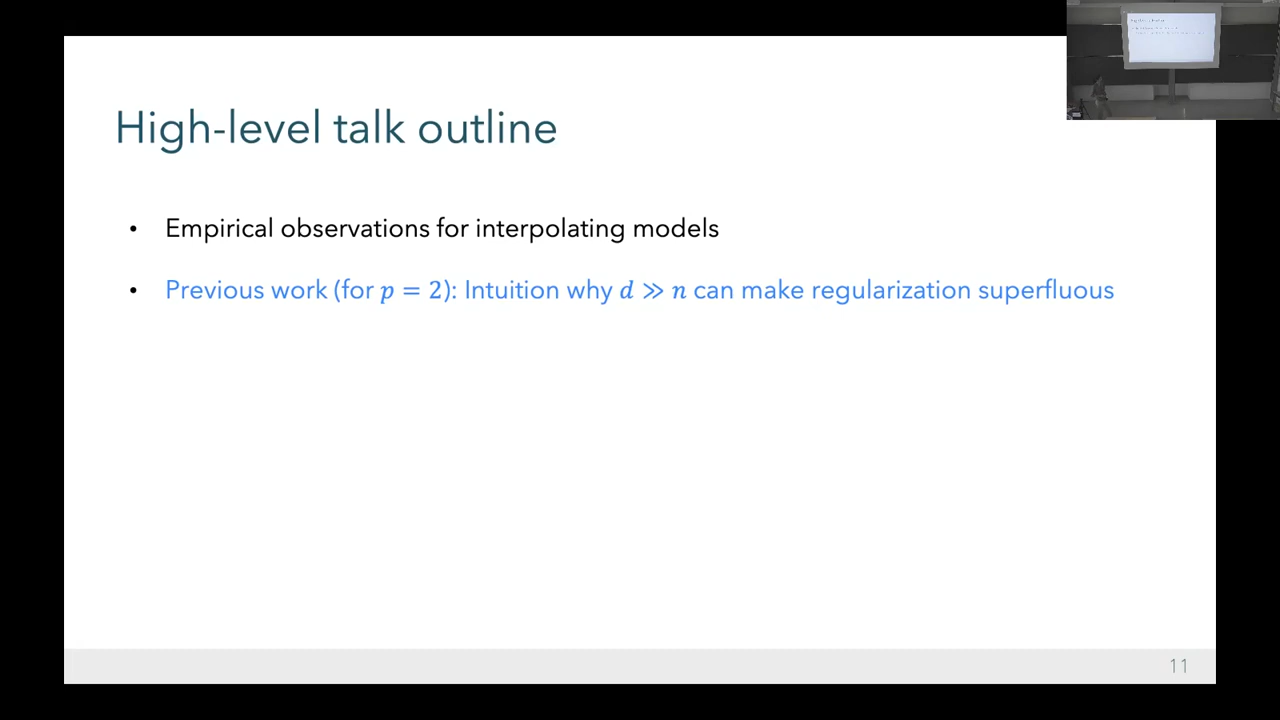 High-level talk outline
• Empirical observations for interpolating models
• Previous work (for p = 2): Intuition why d ≫ n can make regularization superfluous
11